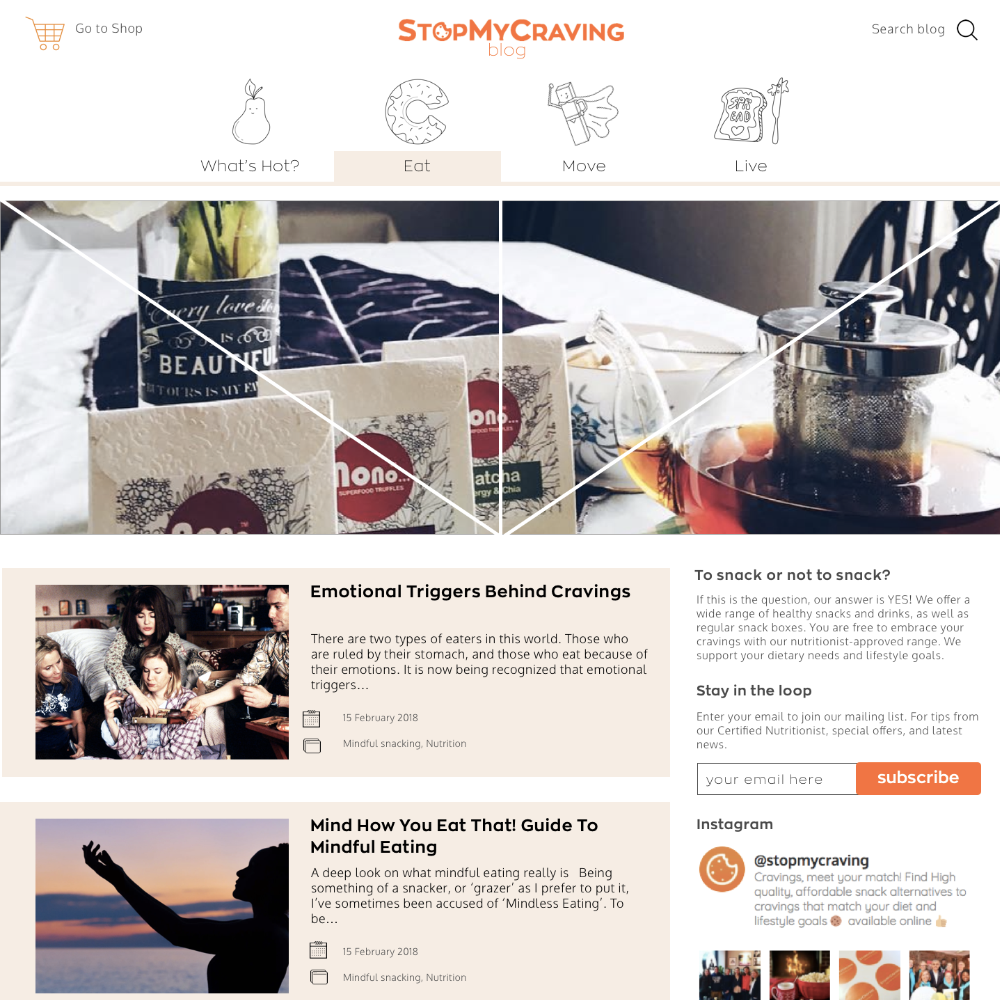 Go to Shop
STOPMYCRAVING
blog
Search blog
SPR
EAD
What's Hot?
Eat
Move
Live
Every love
IS
BEAUTIFUL
BUT OURS IS MY
nono...
SUPERFOOD TRUFFLES
ono...
FOOD TRUFFLES
atcha
rgy & Chia
nono...
TM
Emotional Triggers Behind Cravings
There are two types of eaters in this world. Those who
are ruled by their stomach, and those who eat because of
their emotions. It is now being recognized that emotional
triggers...
15 February 2018
Mindful snacking, Nutrition
Mind How You Eat That! Guide To
Mindful Eating
A deep look on what mindful eating really is Being
something of a snacker, or ‘grazer’ as I prefer to put it,
I’ve sometimes been accused of ‘Mindless Eating’. To
be...
15 February 2018
Mindful snacking, Nutrition
To snack or not to snack?
If this is the question, our answer is YES! We offer a
wide range of healthy snacks and drinks, as well as
regular snack boxes. You are free to embrace your
cravings with our nutritionist-approved range. We
support your dietary needs and lifestyle goals.
Stay in the loop
Enter your email to join our mailing list. For tips from
our Certified Nutritionist, special offers, and latest
news.
your email here
subscribe
Instagram
@stopmycraving
Cravings, meet your match! Find High
quality, affordable snack alternatives to
cravings that match your diet and
lifestyle goals 🍪 available online 👍